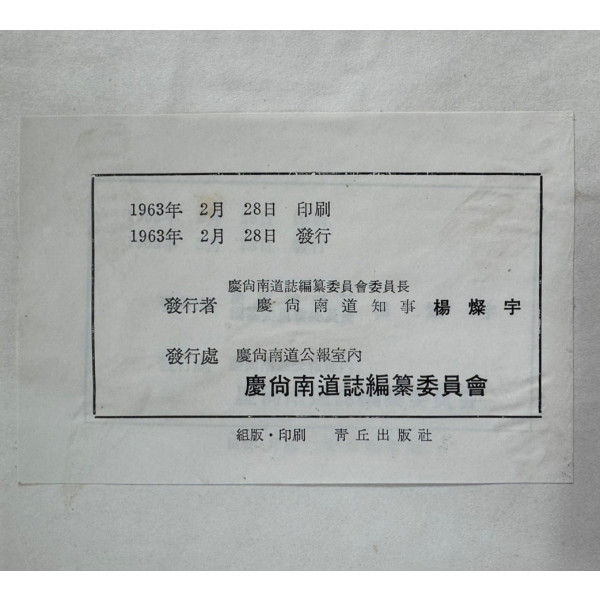 1963年 2月 28日 印刷
1963年 2月 28日 發行
慶尙南道誌編纂委員會委員長
發行者 慶尙南道知事 楊燦宇
發行處 慶尙南道公報室內
慶尙南道誌編纂委員會
組版・印刷 靑丘出版社